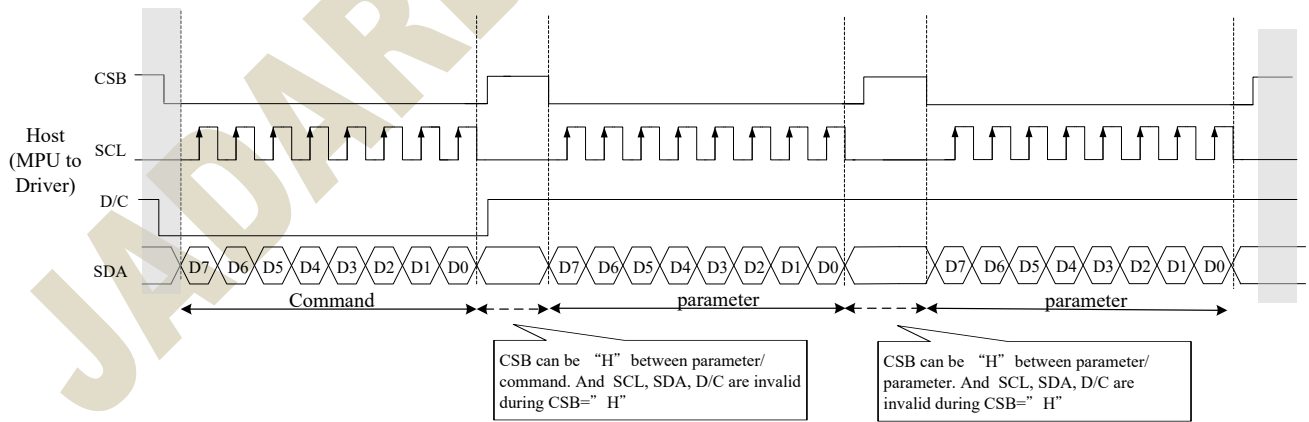 CSB
Host
(MPU to
Driver)
SCL
D/C
SDA
D7 D6 D5 D4 D3 D2 D1 D0
D7 D6 D5 D4 D3 D2 D1 D0
D7 D6 D5 D4 D3 D2 D1 D0
Command
parameter
parameter
CSB can be “H” between parameter/
command. And SCL, SDA, D/C are invalid
during CSB=” H”
CSB can be “H” between parameter/
parameter. And SCL, SDA, D/C are
invalid during CSB=” H”